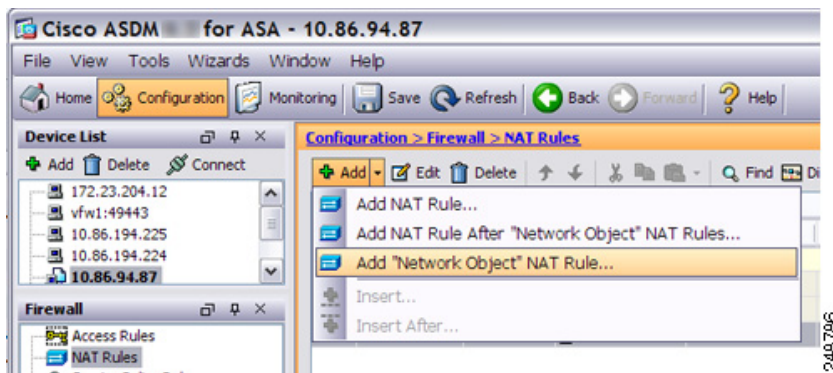 Cisco ASDM for ASA - 10.86.94.87
File View Tools Wizards Window Help
Home Configuration Monitoring Save Refresh Back Forward Help
Device List
Add Delete Connect
172.23.204.12
vfw1:49443
10.86.194.225
10.86.194.224
10.86.94.87
Firewall
Access Rules
NAT Rules
Configuration > Firewall > NAT Rules
Add Edit Delete Find Di
Add NAT Rule...
Add NAT Rule After "Network Object" NAT Rules...
Add "Network Object" NAT Rule...
Insert...
Insert After...
248796